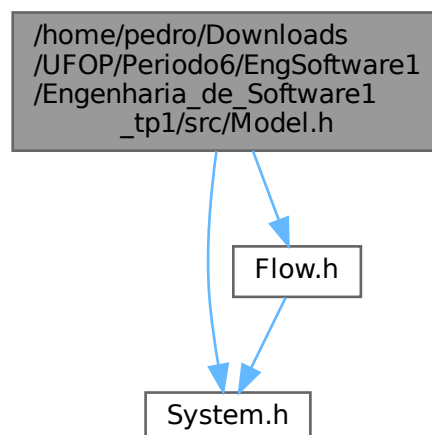 /home/pedro/Downloads
/UFOP/Periodo6/EngSoftware1
/Engenharia_de_Software1
_tp1/src/Model.h
Flow.h
System.h